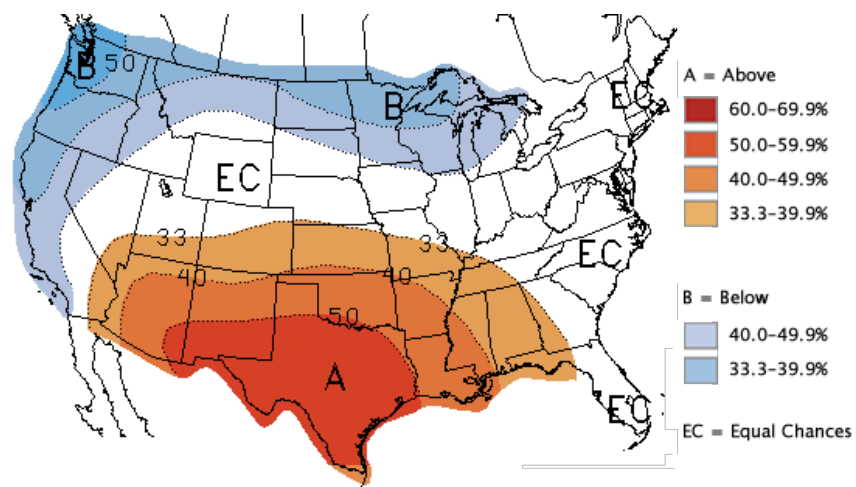 B 50
B
EC
EC
33
33
EC
40
40
50
A
EC
A = Above
60.0–69.9%
50.0–59.9%
40.0–49.9%
33.3–39.9%
B = Below
40.0–49.9%
33.3–39.9%
EC = Equal Chances